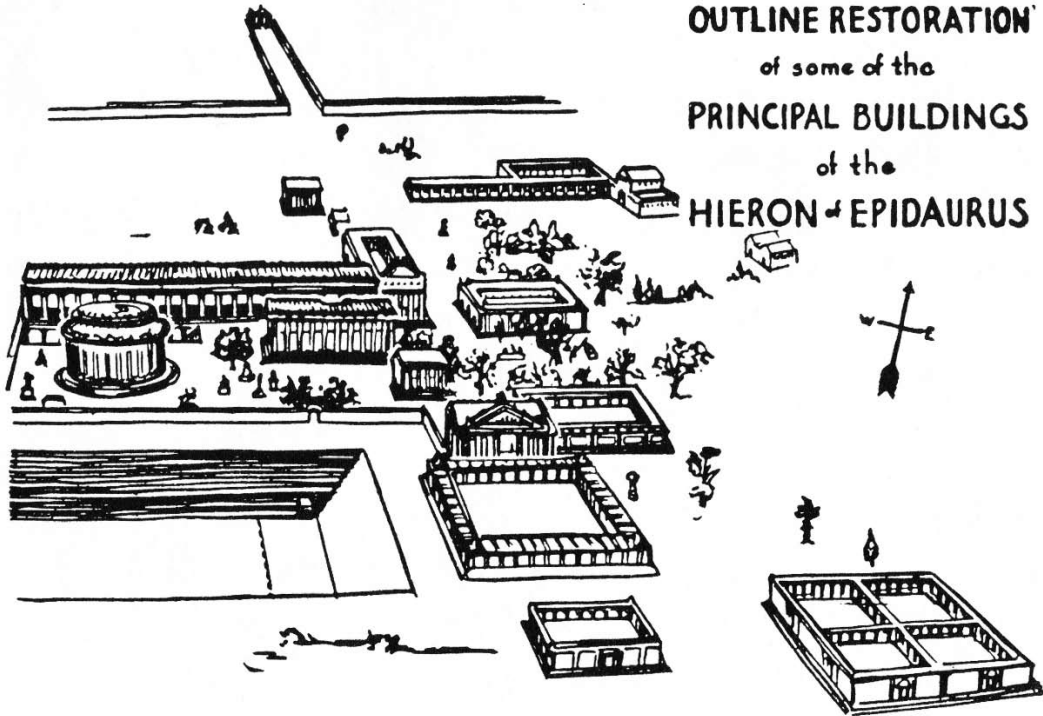 OUTLINE RESTORATION
of some of the
PRINCIPAL BUILDINGS
of the
HIERON of EPIDAURUS
W
E